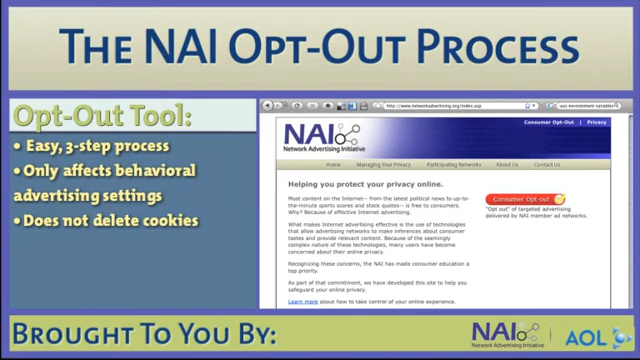 THE NAI OPT-OUT PROCESS
Opt-Out Tool:
• Easy, 3-step process
• Only affects behavioral
advertising settings
• Does not delete cookies
http://www.networkadvertising.org/index.asp
aos environment variables
Consumer Opt-Out | Privacy
NAI
Network Advertising Initiative
Home Managing Your Privacy Participating Networks About Us Contact Us
Helping you protect your privacy online.
Most content on the Internet-- from the latest political news to up-to-
the-minute sports scores and stock quotes-- is free to consumers.
Why? Because of effective Internet advertising.
What makes Internet advertising effective is the use of technologies
that allow advertising networks to make inferences about consumer
tastes and provide relevant content. Because of the seemingly
complex nature of these technologies, many users have become
concerned about their online privacy.
Recognizing these concerns, the NAI has made consumer education a
top priority.
As part of that commitment, we have developed this site to help you
safeguard your online privacy.
Learn more about how to take control of your online experience.
Consumer Opt-out
"Opt out" of targeted advertising
delivered by NAI member ad networks.
BROUGHT TO YOU BY:
NAI
Network Advertising Initiative
AOL